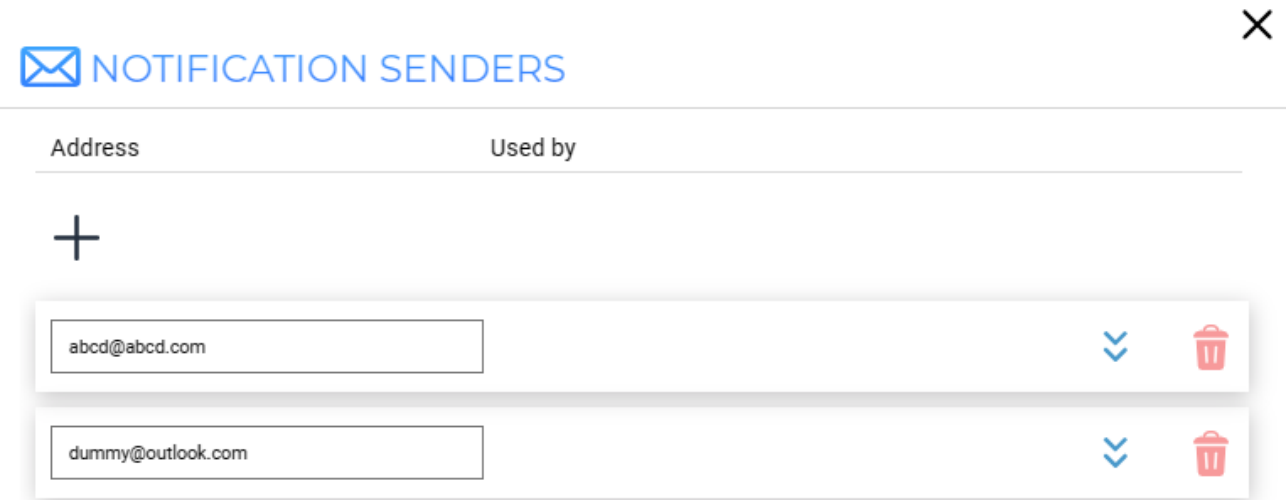 NOTIFICATION SENDERS
Address Used by
abcd@abcd.com
dummy@outlook.com